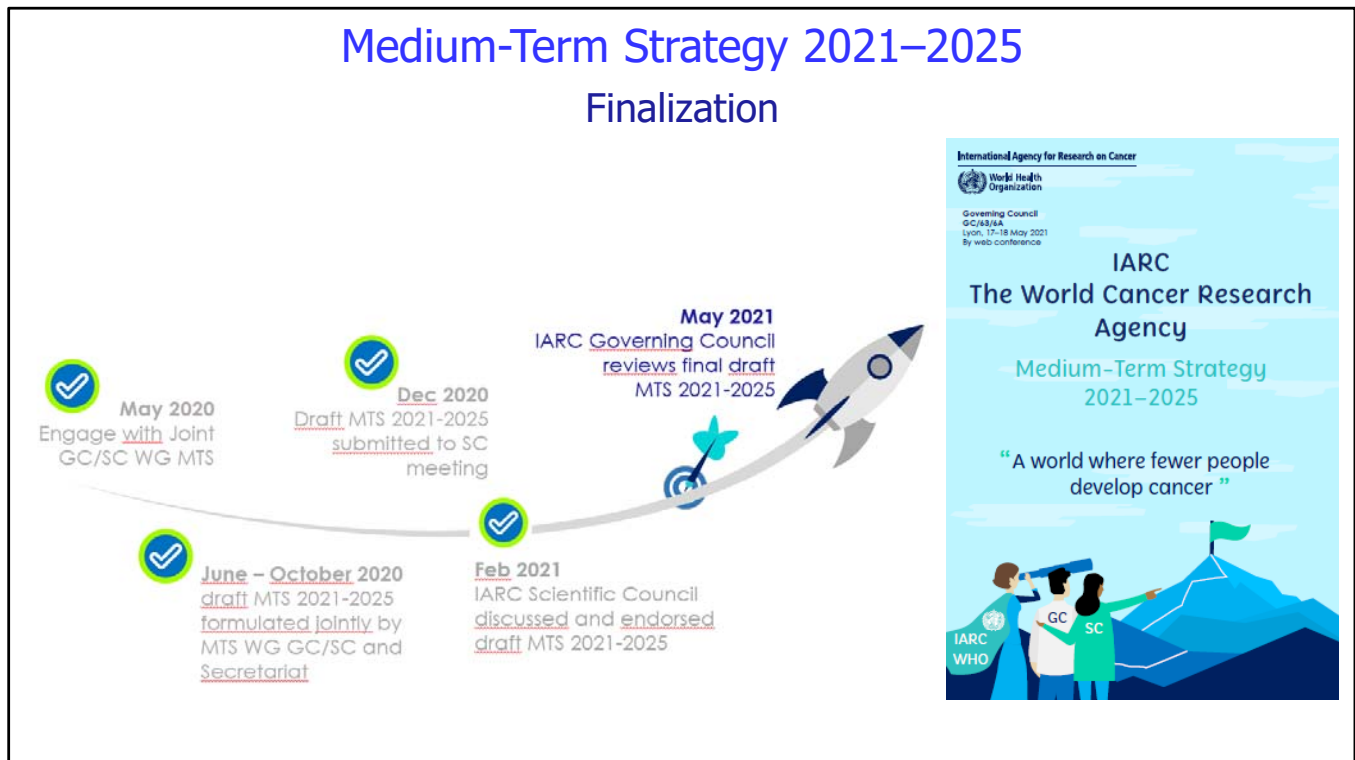 Medium-Term Strategy 2021–2025
Finalization
May 2020
Engage with Joint
GC/SC WG MTS
June – October 2020
draft MTS 2021-2025
formulated jointly by
MTS WG GC/SC and
Secretariat
Dec 2020
Draft MTS 2021-2025
submitted to SC
meeting
Feb 2021
IARC Scientific Council
discussed and endorsed
draft MTS 2021-2025
May 2021
IARC Governing Council
reviews final draft
MTS 2021-2025
International Agency for Research on Cancer
World Health
Organization
Governing Council
GC/63/6A
Lyon, 17–18 May 2021
By web conference
IARC
The World Cancer Research
Agency
Medium-Term Strategy
2021–2025
“A world where fewer people
develop cancer ”
IARC
WHO
GC
SC